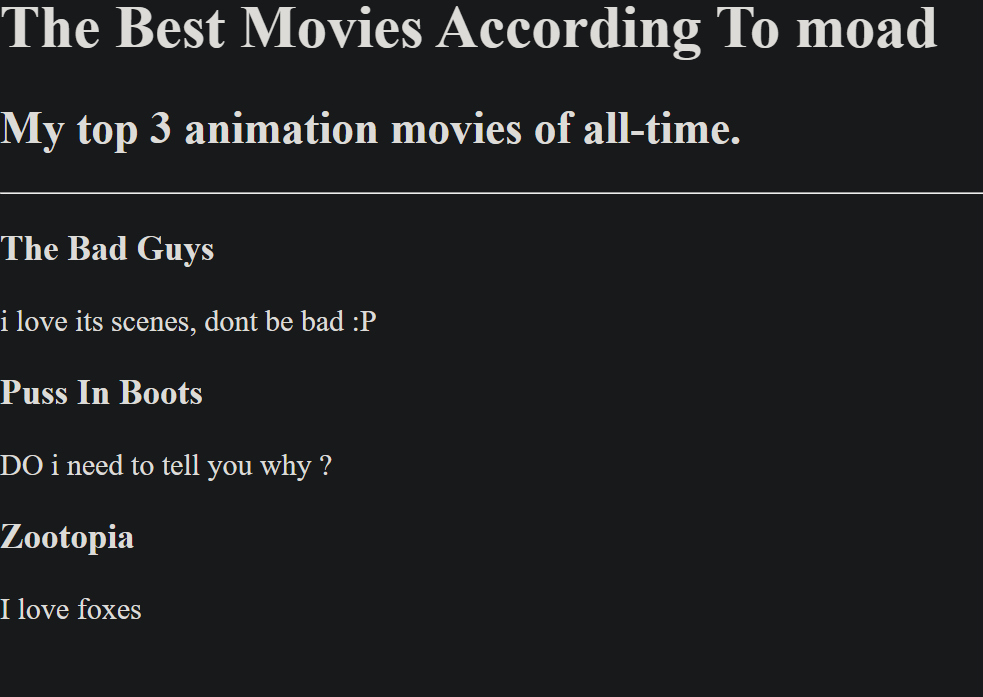 The Best Movies According To moad
My top 3 animation movies of all-time.
The Bad Guys
i love its scenes, dont be bad :P
Puss In Boots
DO i need to tell you why ?
Zootopia
I love foxes